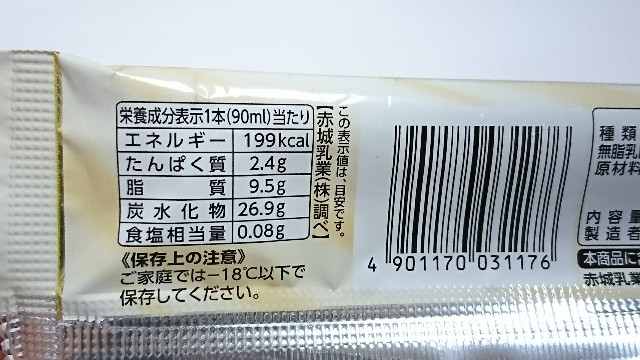 栄養成分表示1本(90ml)当たり
エネルギー 199kcal
たんぱく質 2.4g
脂質 9.5g
炭水化物 26.9g
食塩相当量 0.08g
この表示値は、目安です。
【赤城乳業(株)調べ】
《保存上の注意》
ご家庭では−18℃以下で
保存してください。
4 901170 031176
種類
無脂乳
原材料
内容量
製造者
本商品に
赤城乳業